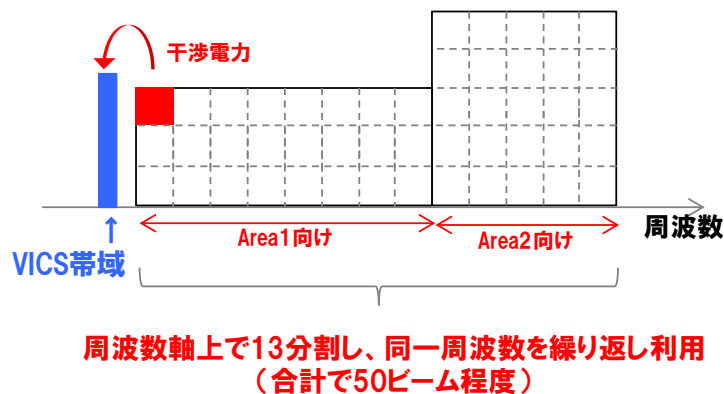 干渉電力
Area1向け
Area2向け
周波数
↑
VICS帯域
周波数軸上で13分割し、同一周波数を繰り返し利用
（合計で50ビーム程度）